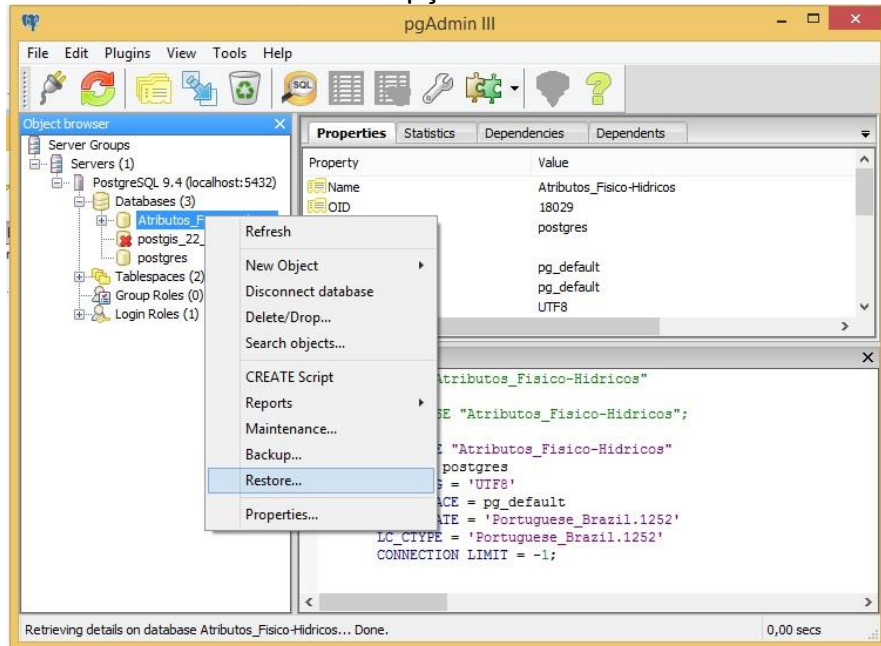 pgAdmin III
File Edit Plugins View Tools Help
SQL
Object browser
Server Groups
Servers (1)
PostgreSQL 9.4 (localhost:5432)
Databases (3)
Atributos_F
postgis_22_
postgres
Tablespaces (2)
Group Roles (0)
Login Roles (1)
Refresh
New Object
Disconnect database
Delete/Drop...
Search objects...
CREATE Script
Reports
Maintenance...
Backup...
Restore...
Properties...
Properties Statistics Dependencies Dependents
Property Value
Name Atributos_Fisico-Hidricos
OID 18029
postgres
pg_default
pg_default
UTF8
Atributos_Fisico-Hidricos"
SE "Atributos_Fisico-Hidricos";
E "Atributos_Fisico-Hidricos"
postgres
G = 'UTF8'
ACE = pg_default
ATE = 'Portuguese_Brazil.1252'
LC_CTYPE = 'Portuguese_Brazil.1252'
CONNECTION LIMIT = -1;
Retrieving details on database Atributos_Fisico-Hidricos... Done. 0,00 secs